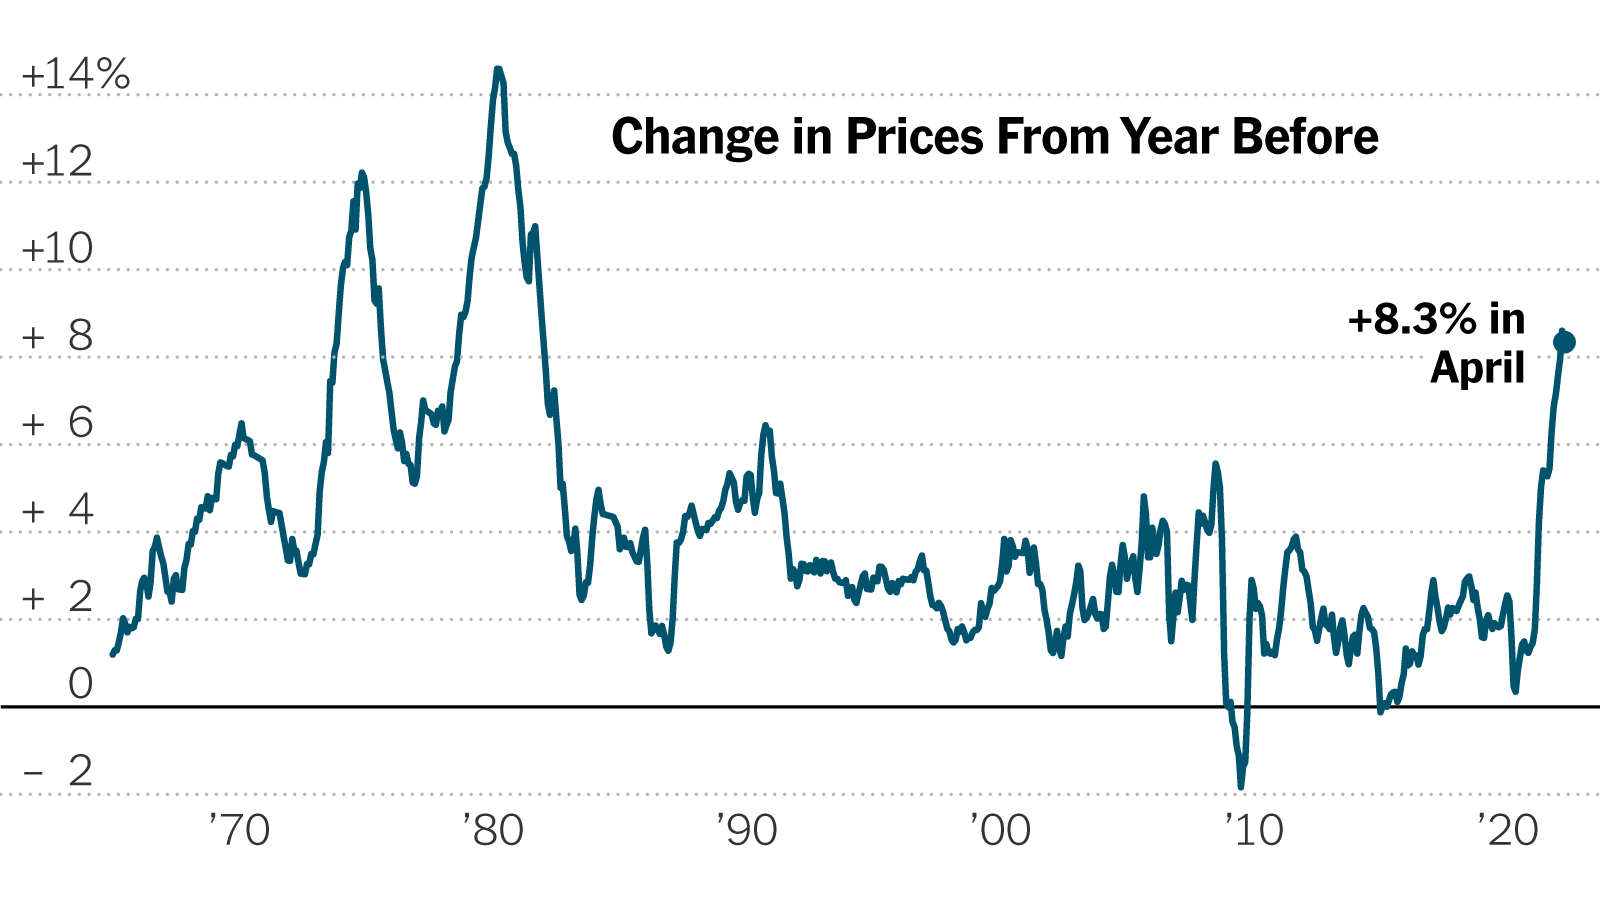 +14%
Change in Prices From Year Before
+12
+10
+8.3% in
April
+ 8
+ 6
+ 4
+ 2
0
– 2
’70 ’80 ’90 ’00 ’10 ’20